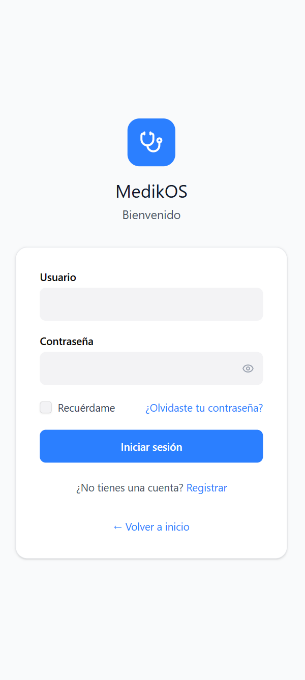 MedikOS
Bienvenido
Usuario
Contraseña
Recuérdame
¿Olvidaste tu contraseña?
Iniciar sesión
¿No tienes una cuenta? Registrar
← Volver a inicio